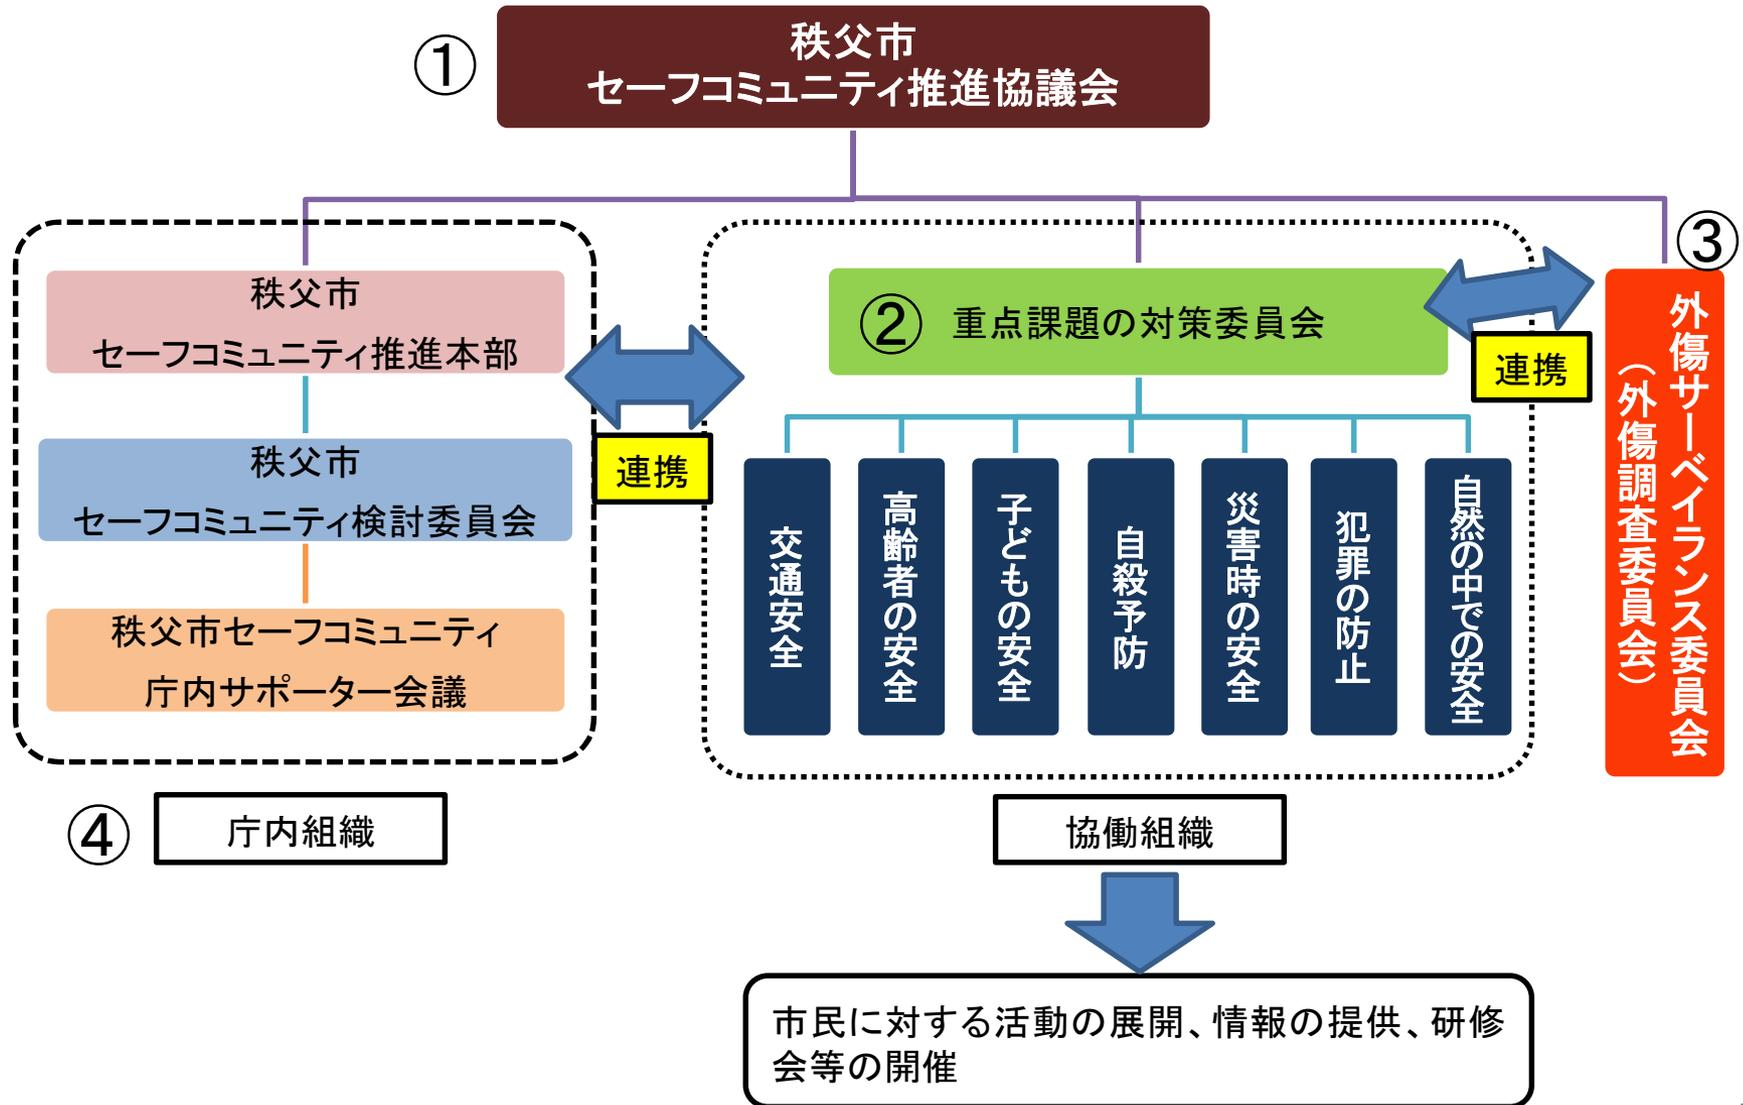 ①
秩父市
セーフコミュニティ推進協議会
秩父市
セーフコミュニティ推進本部
秩父市
セーフコミュニティ検討委員会
秩父市セーフコミュニティ
庁内サポーター会議
④
庁内組織
連携
② 重点課題の対策委員会
交通安全
高齢者の安全
子どもの安全
自殺予防
災害時の安全
犯罪の防止
自然の中での安全
連携
③
外傷サーベイランス委員会
（外傷調査委員会）
協働組織
市民に対する活動の展開、情報の提供、研修
会等の開催